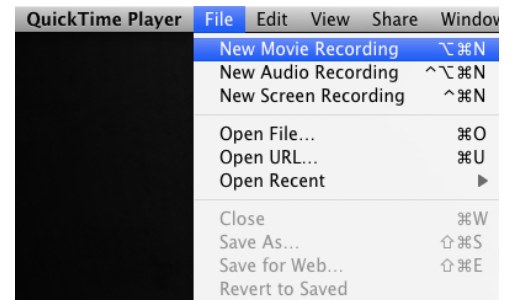 QuickTime Player File Edit View Share Window
New Movie Recording ⌥⌘N
New Audio Recording ^⌥⌘N
New Screen Recording ^⌘N
Open File... ⌘O
Open URL... ⌘U
Open Recent ▶
Close ⌘W
Save As... ⇧⌘S
Save for Web... ⇧⌘E
Revert to Saved